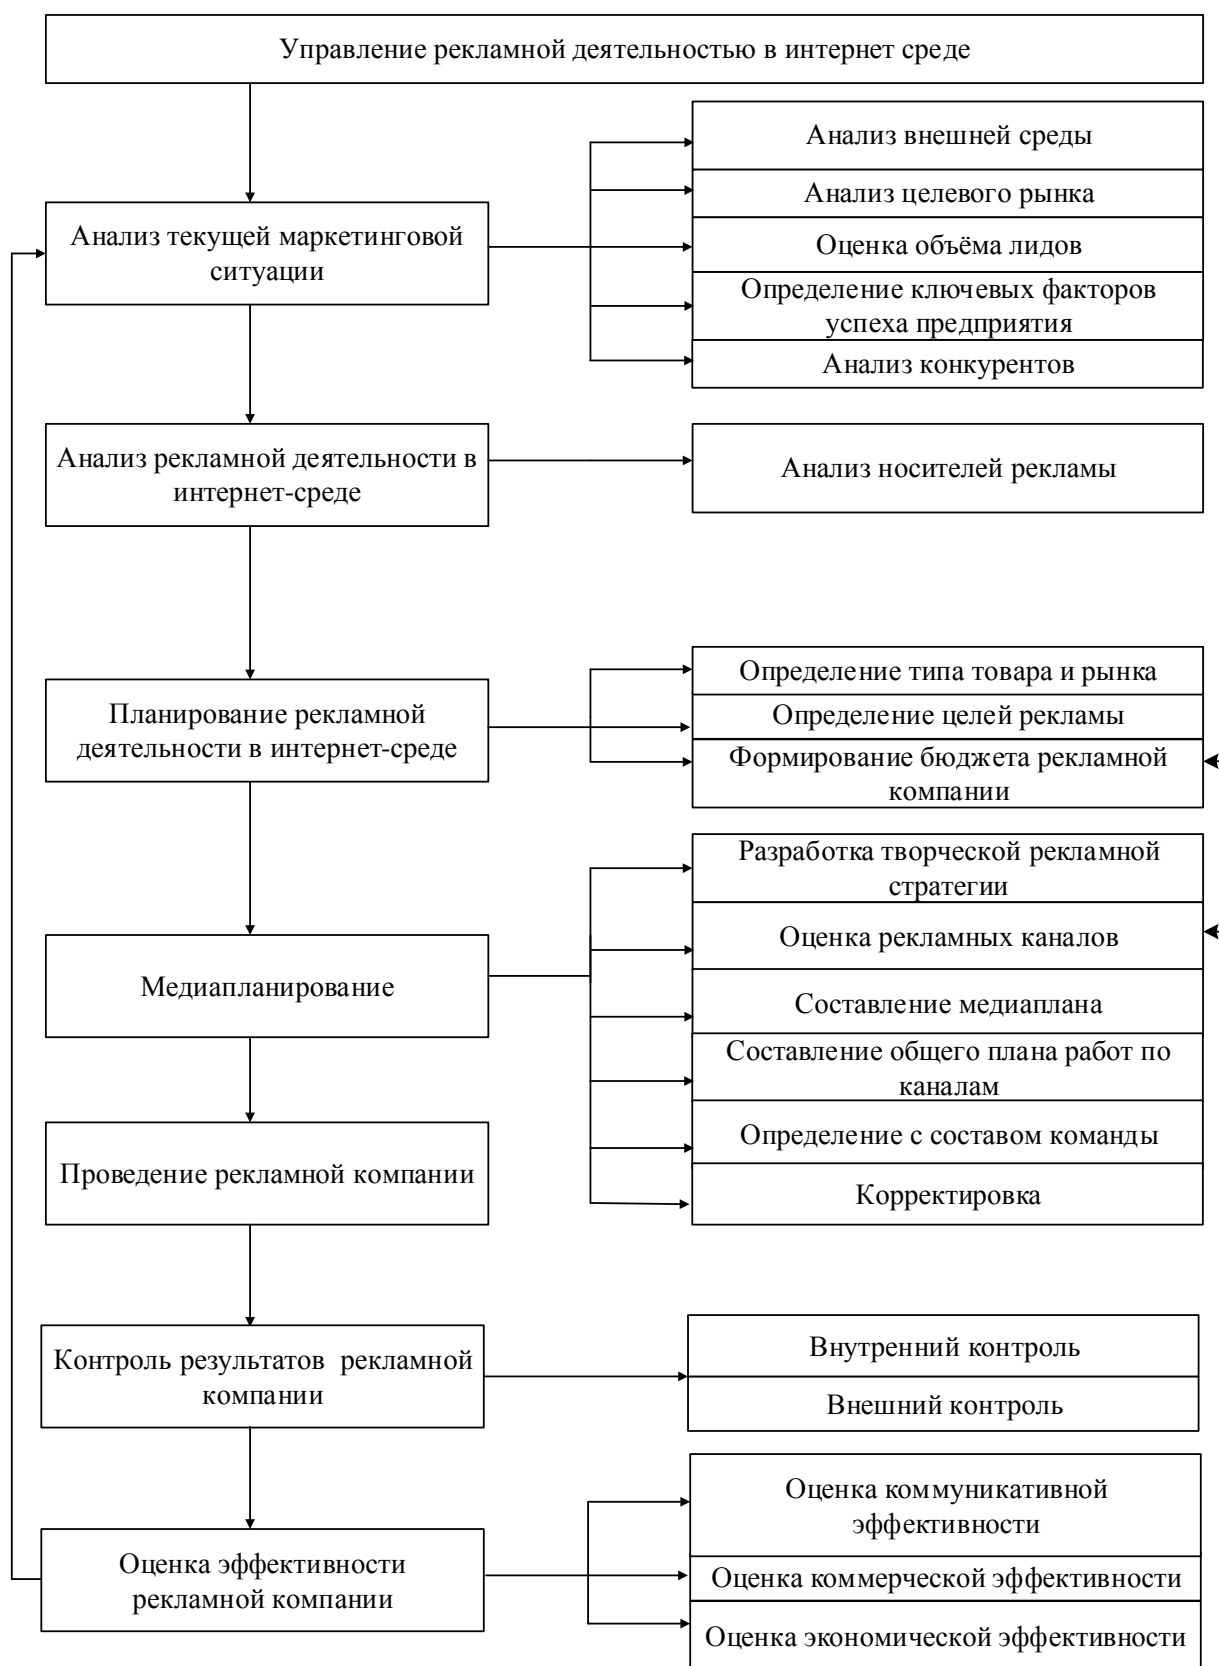 Управление рекламной деятельностью в интернет среде
Анализ внешней среды
Анализ целевого рынка
Анализ текущей маркетинговой
ситуации
Оценка объёма лидов
Определение ключевых факторов
успеха предприятия
Анализ конкурентов
Анализ рекламной деятельности в
интернет-среде
Анализ носителей рекламы
Определение типа товара и рынка
Планирование рекламной
деятельности в интернет-среде
Определение целей рекламы
Формирование бюджета рекламной
компании
Разработка творческой рекламной
стратегии
Оценка рекламных каналов
Медиапланирование
Составление медиаплана
Составление общего плана работ по
каналам
Определение с составом команды
Проведение рекламной компании
Корректировка
Контроль результатов  рекламной
компании
Внутренний контроль
Внешний контроль
Оценка коммуникативной
эффективности
Оценка эффективности
рекламной компании
Оценка коммерческой эффективности
Оценка экономической эффективности